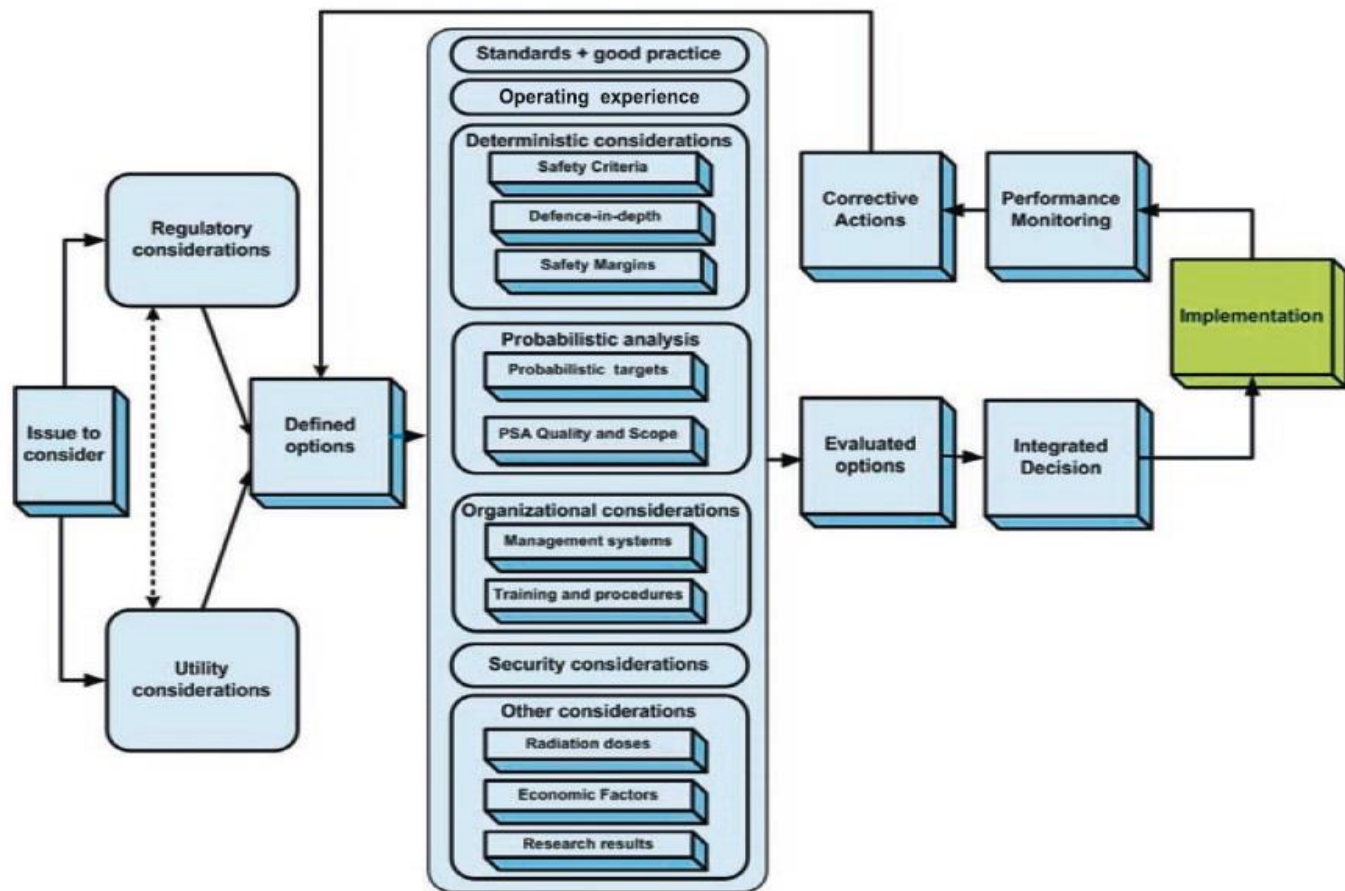 Standards + good practice
Operating experience
Deterministic considerations
Safety Criteria
Defence-in-depth
Safety Margins
Probabilistic analysis
Probabilistic targets
PSA Quality and Scope
Organizational considerations
Management systems
Training and procedures
Security considerations
Other considerations
Radiation doses
Economic Factors
Research results
Regulatory
considerations
Issue to
consider
Utility
considerations
Defined
options
Evaluated
options
Integrated
Decision
Implementation
Performance
Monitoring
Corrective
Actions